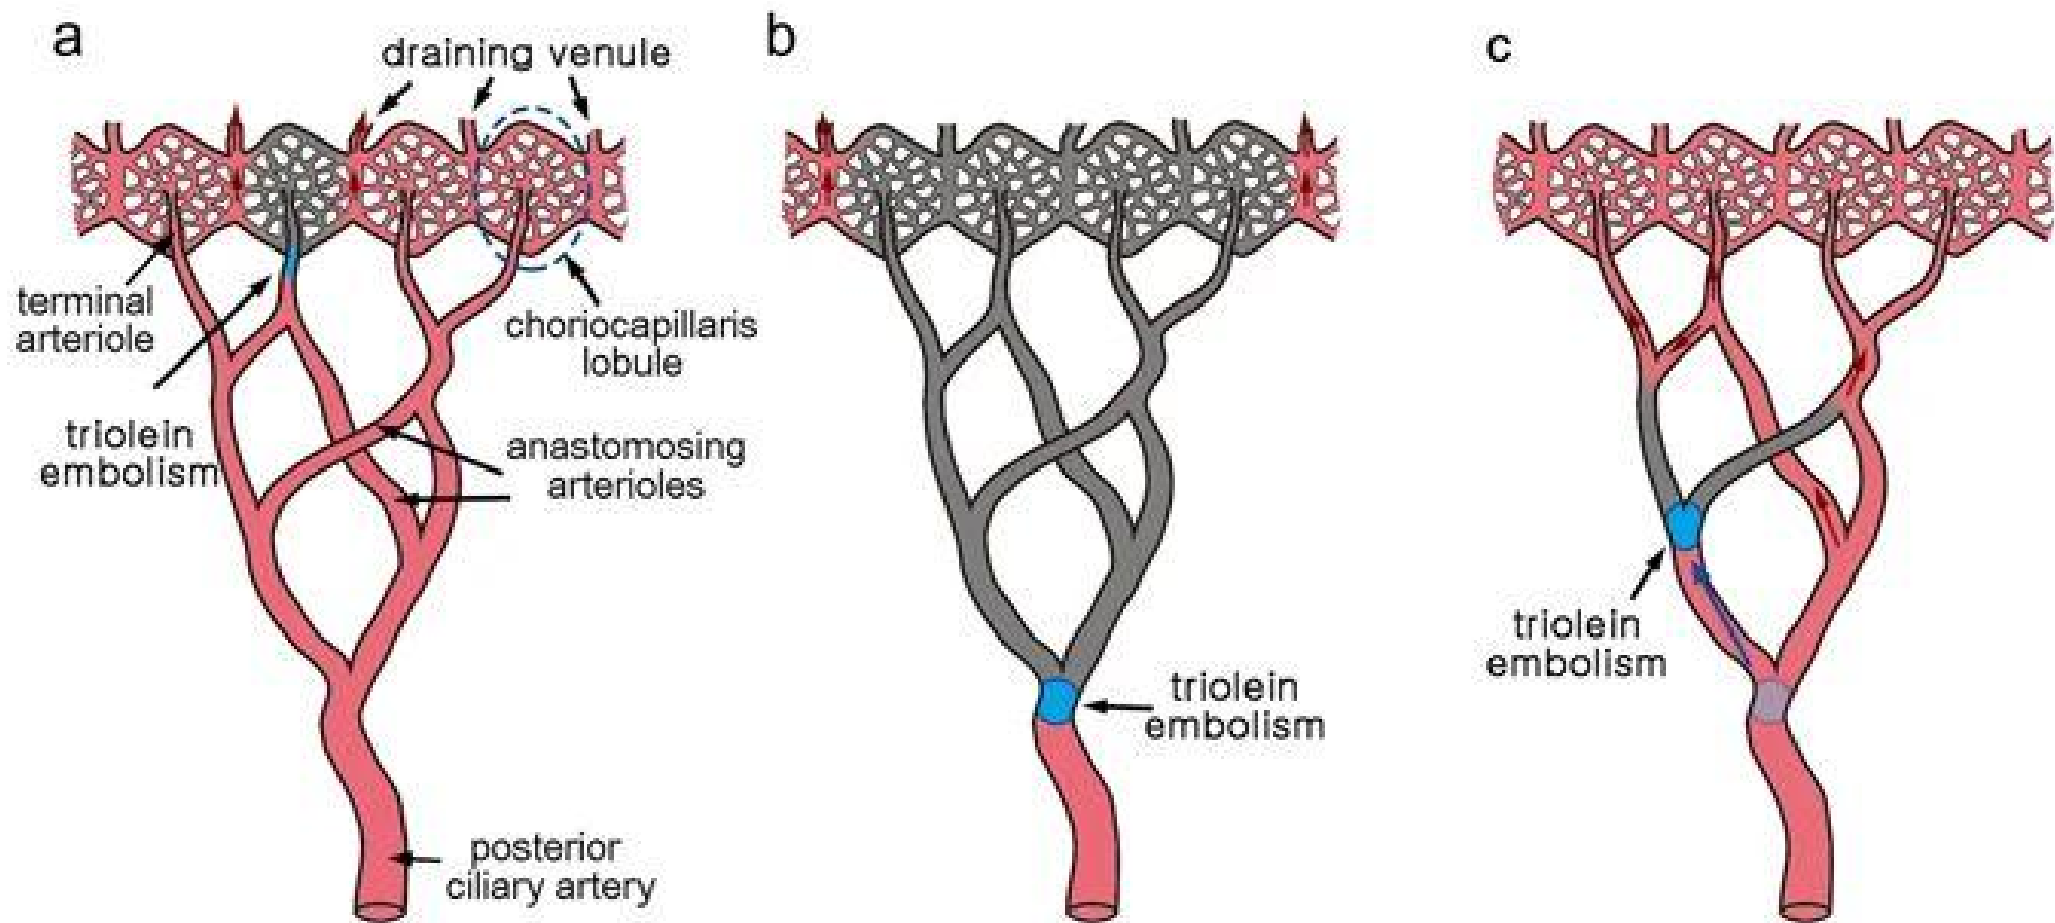 a
draining venule
terminal
arteriole
triolein
embolism
choriocapillaris
lobule
anastomosing
arterioles
posterior
ciliary artery
b
triolein
embolism
c
triolein
embolism